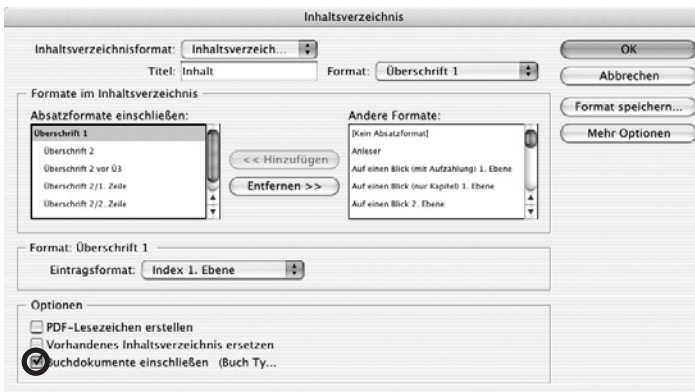 Inhaltsverzeichnis
Inhaltsverzeichnisformat: Inhaltsverzeich...
OK
Titel: Inhalt Format: Überschrift 1
Abbrechen
Formate im Inhaltsverzeichnis
Format speichern...
Absatzformate einschließen: Andere Formate:
Mehr Optionen
Überschrift 1 [Kein Absatzformat]
Überschrift 2 Anleser
<< Hinzufügen
Überschrift 2 vor Ü3 Auf einen Blick (mit Aufzählung) 1. Ebene
Entfernen >>
Überschrift 2/1. Zeile Auf einen Blick (nur Kapitel) 1. Ebene
Überschrift 2/2. Zeile Auf einen Blick 2. Ebene
Format: Überschrift 1
Eintragsformat: Index 1. Ebene
Optionen
PDF-Lesezeichen erstellen
Vorhandenes Inhaltsverzeichnis ersetzen
Buchdokumente einschließen (Buch Ty...